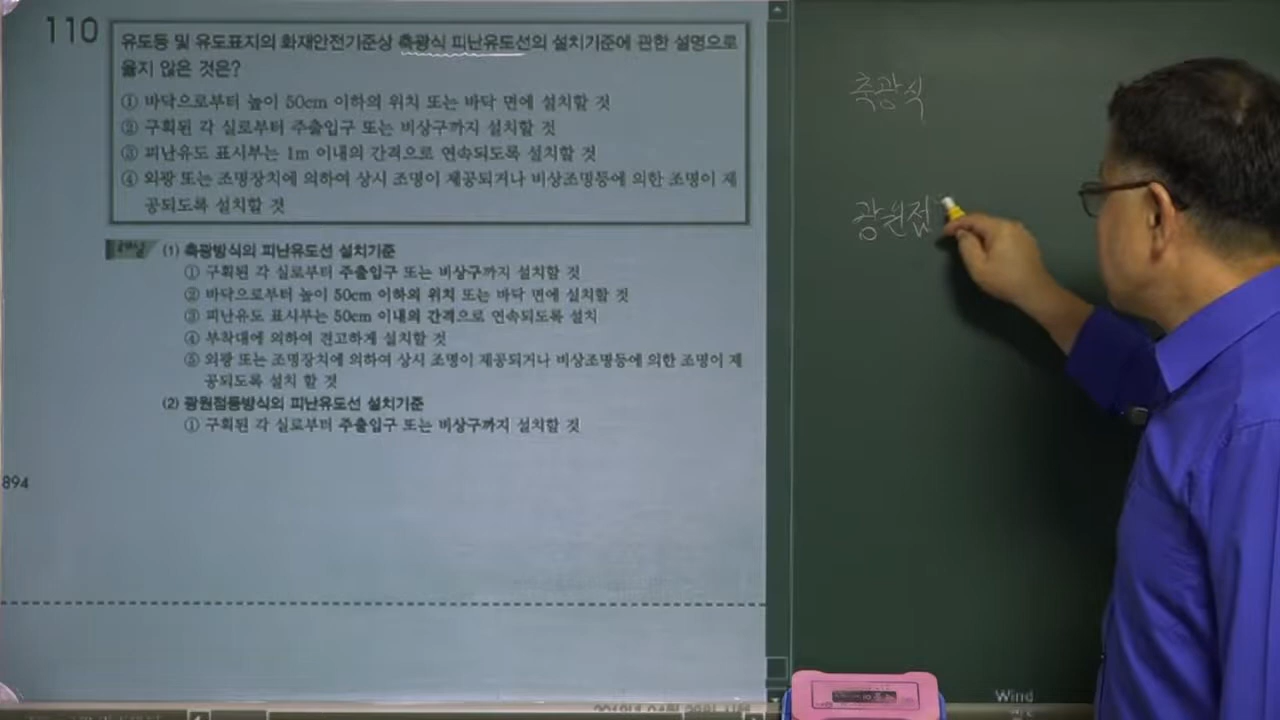 110
유도등 및 유도표지의 화재안전기준상 축광식 피난유도선의 설치기준에 관한 설명으로
옳지 않은 것은?
① 바닥으로부터 높이 50cm 이하의 위치 또는 바닥 면에 설치할 것
② 구획된 각 실로부터 주출입구 또는 비상구까지 설치할 것
③ 피난유도 표시부는 1m 이내의 간격으로 연속되도록 설치할 것
④ 외광 또는 조명장치에 의하여 상시 조명이 제공되거나 비상조명등에 의한 조명이 제
공되도록 설치할 것
해설 (1) 축광방식의 피난유도선 설치기준
① 구획된 각 실로부터 주출입구 또는 비상구까지 설치할 것
② 바닥으로부터 높이 50cm 이하의 위치 또는 바닥 면에 설치할 것
③ 피난유도 표시부는 50cm 이내의 간격으로 연속되도록 설치
④ 부착대에 의하여 견고하게 설치할 것
⑤ 외광 또는 조명장치에 의하여 상시 조명이 제공되거나 비상조명등에 의한 조명이 제
공되도록 설치 할 것
(2) 광원점등방식의 피난유도선 설치기준
① 구획된 각 실로부터 주출입구 또는 비상구까지 설치할 것
894
축광식
광원점
Wind